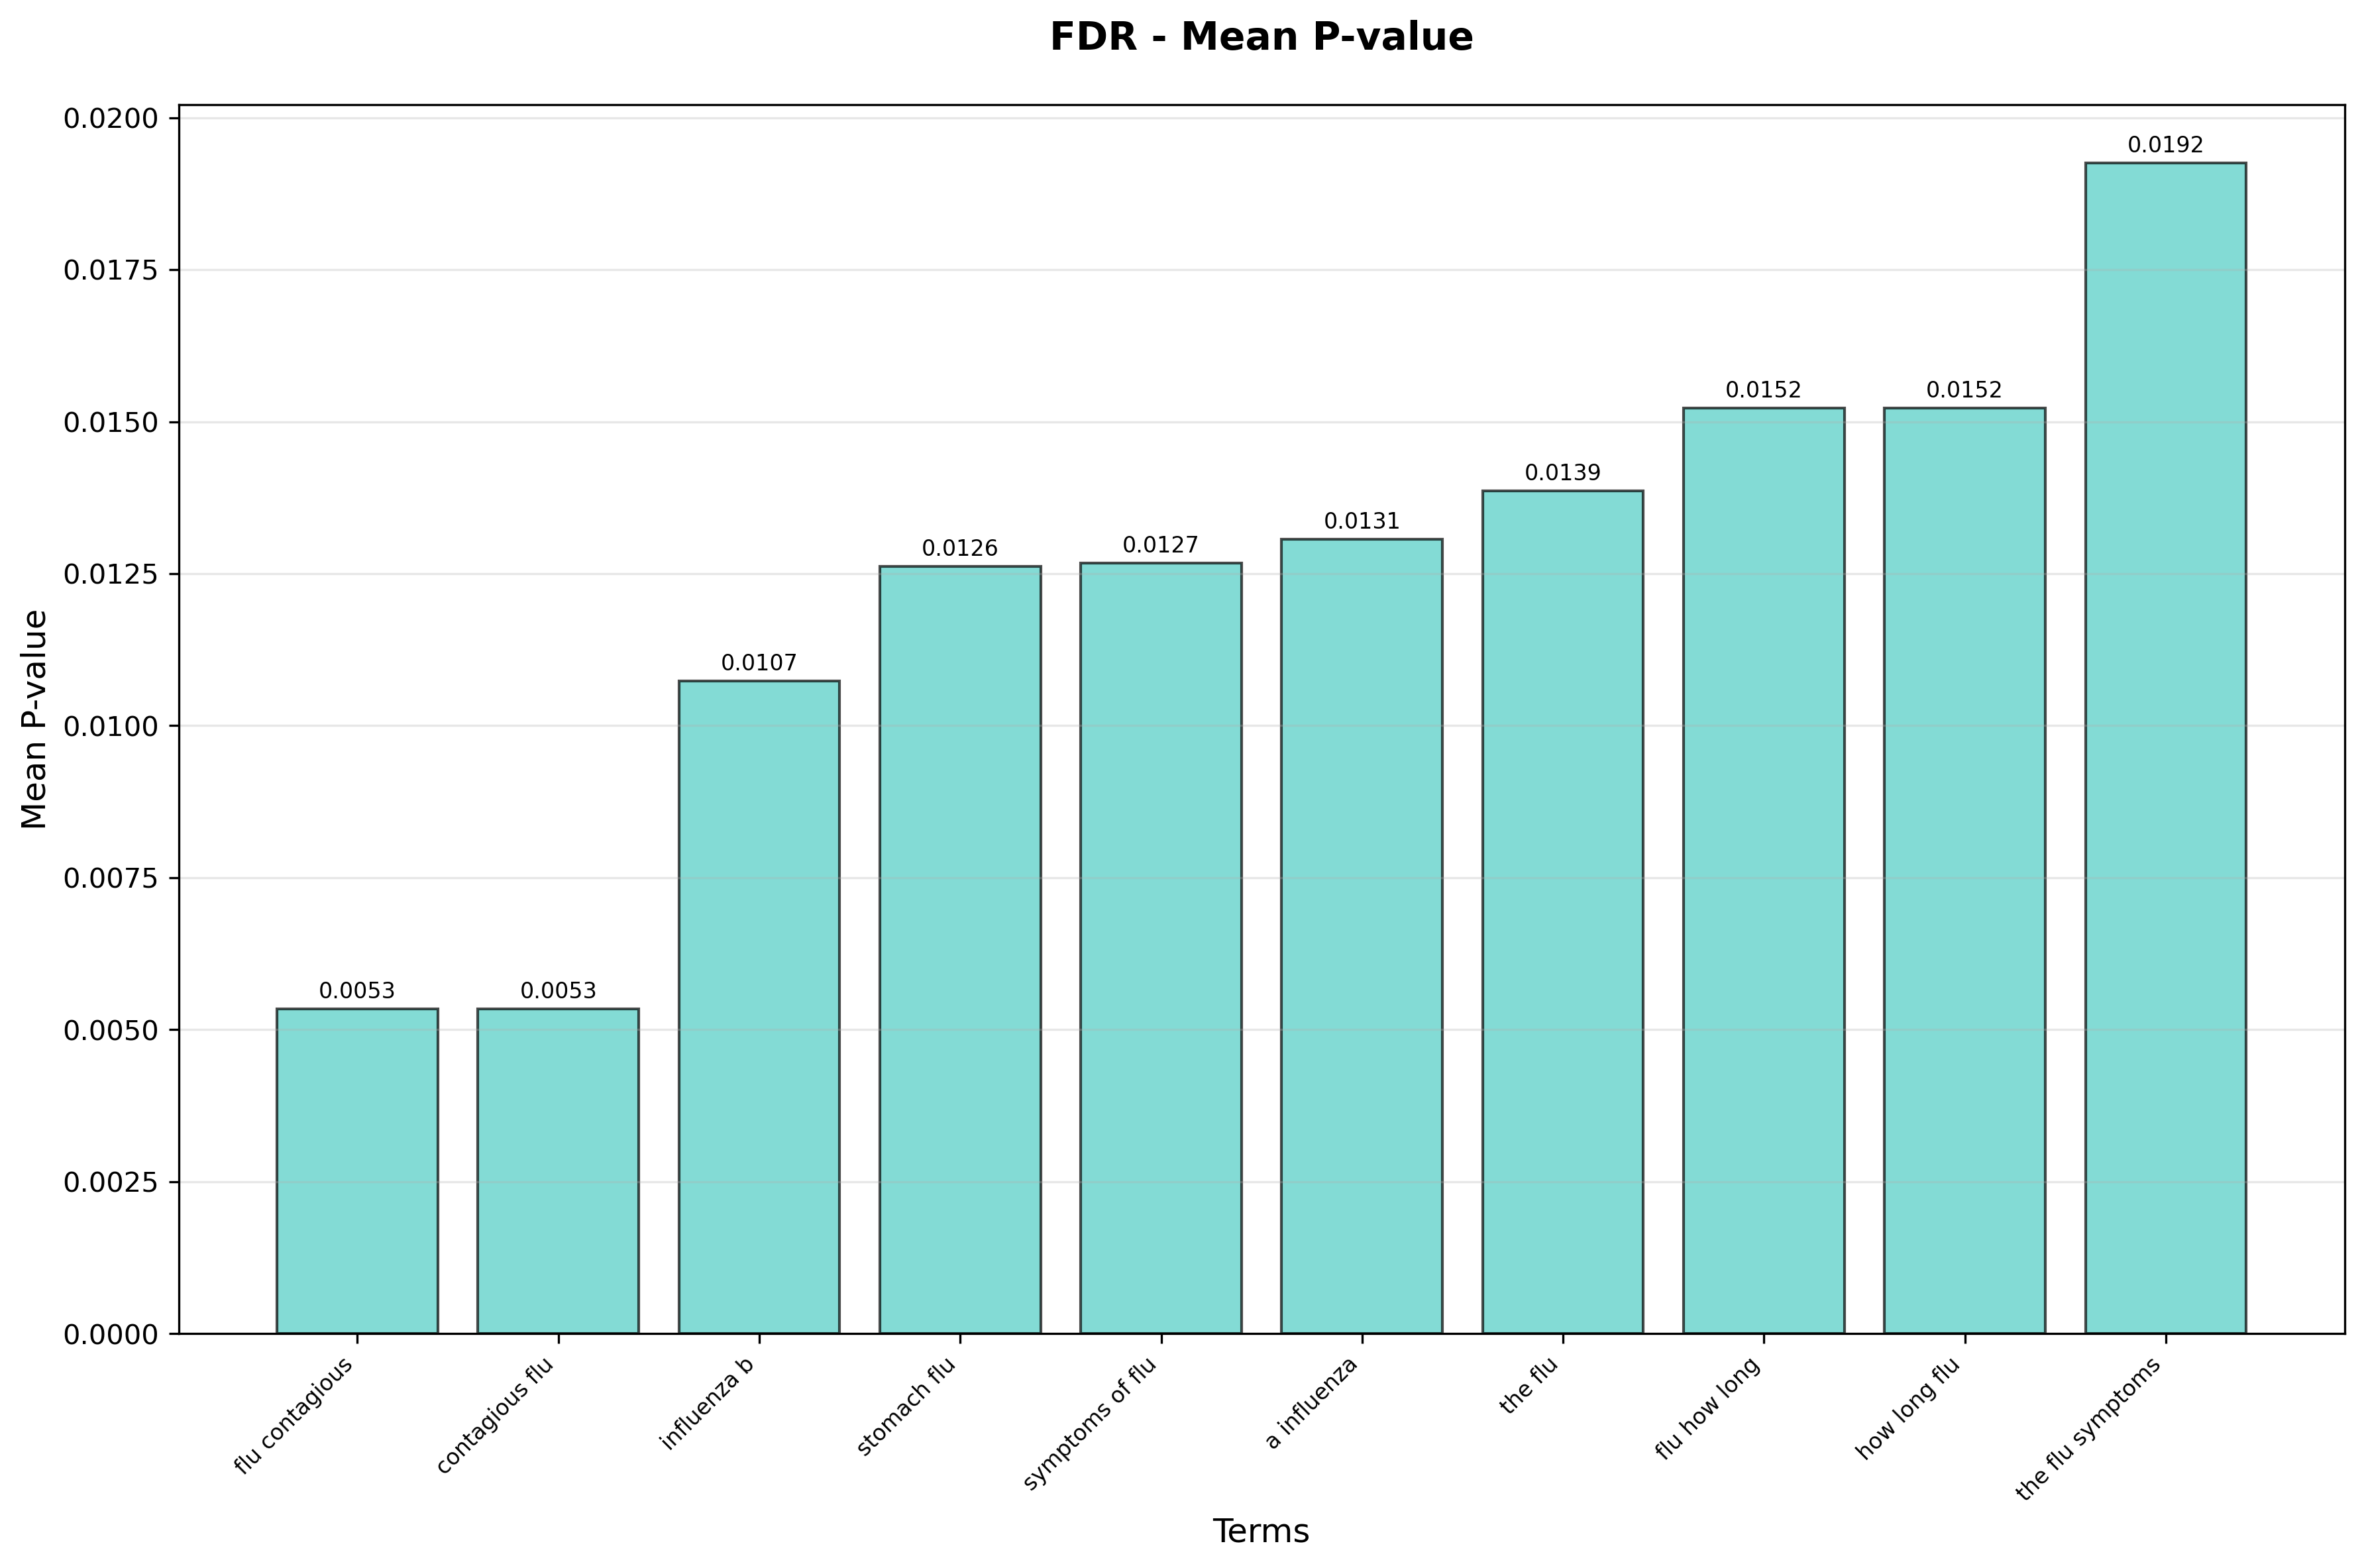 FDR - Mean P-value
Mean P-value
0.0200
0.0175
0.0150
0.0125
0.0100
0.0075
0.0050
0.0025
0.0000
0.0053
0.0053
0.0107
0.0126
0.0127
0.0131
0.0139
0.0152
0.0152
0.0192
flu contagious
contagious flu
influenza b
stomach flu
symptoms of flu
a influenza
the flu
flu how long
how long flu
the flu symptoms
Terms